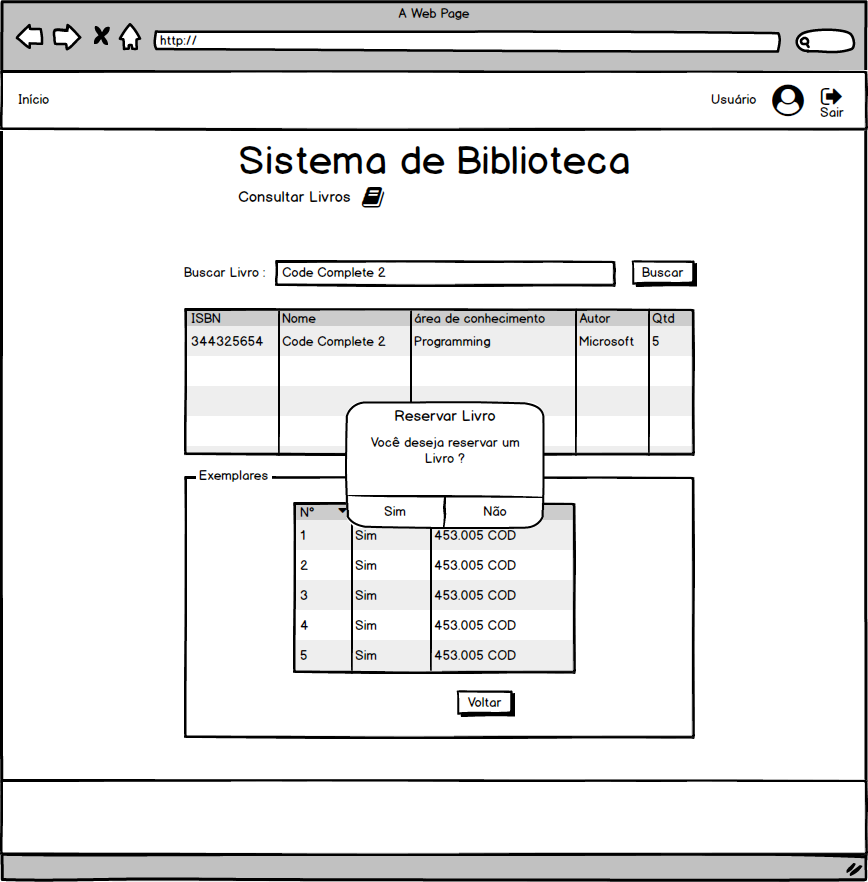 A Web Page
http://
Início
Usuário
Sair
Sistema de Biblioteca
Consultar Livros
Buscar Livro : Code Complete 2 Buscar
ISBN Nome área de conhecimento Autor Qtd
344325654 Code Complete 2 Programming Microsoft 5
Reservar Livro
Você deseja reservar um
Livro ?
Sim Não
Exemplares
N°
1 Sim 453.005 COD
2 Sim 453.005 COD
3 Sim 453.005 COD
4 Sim 453.005 COD
5 Sim 453.005 COD
Voltar